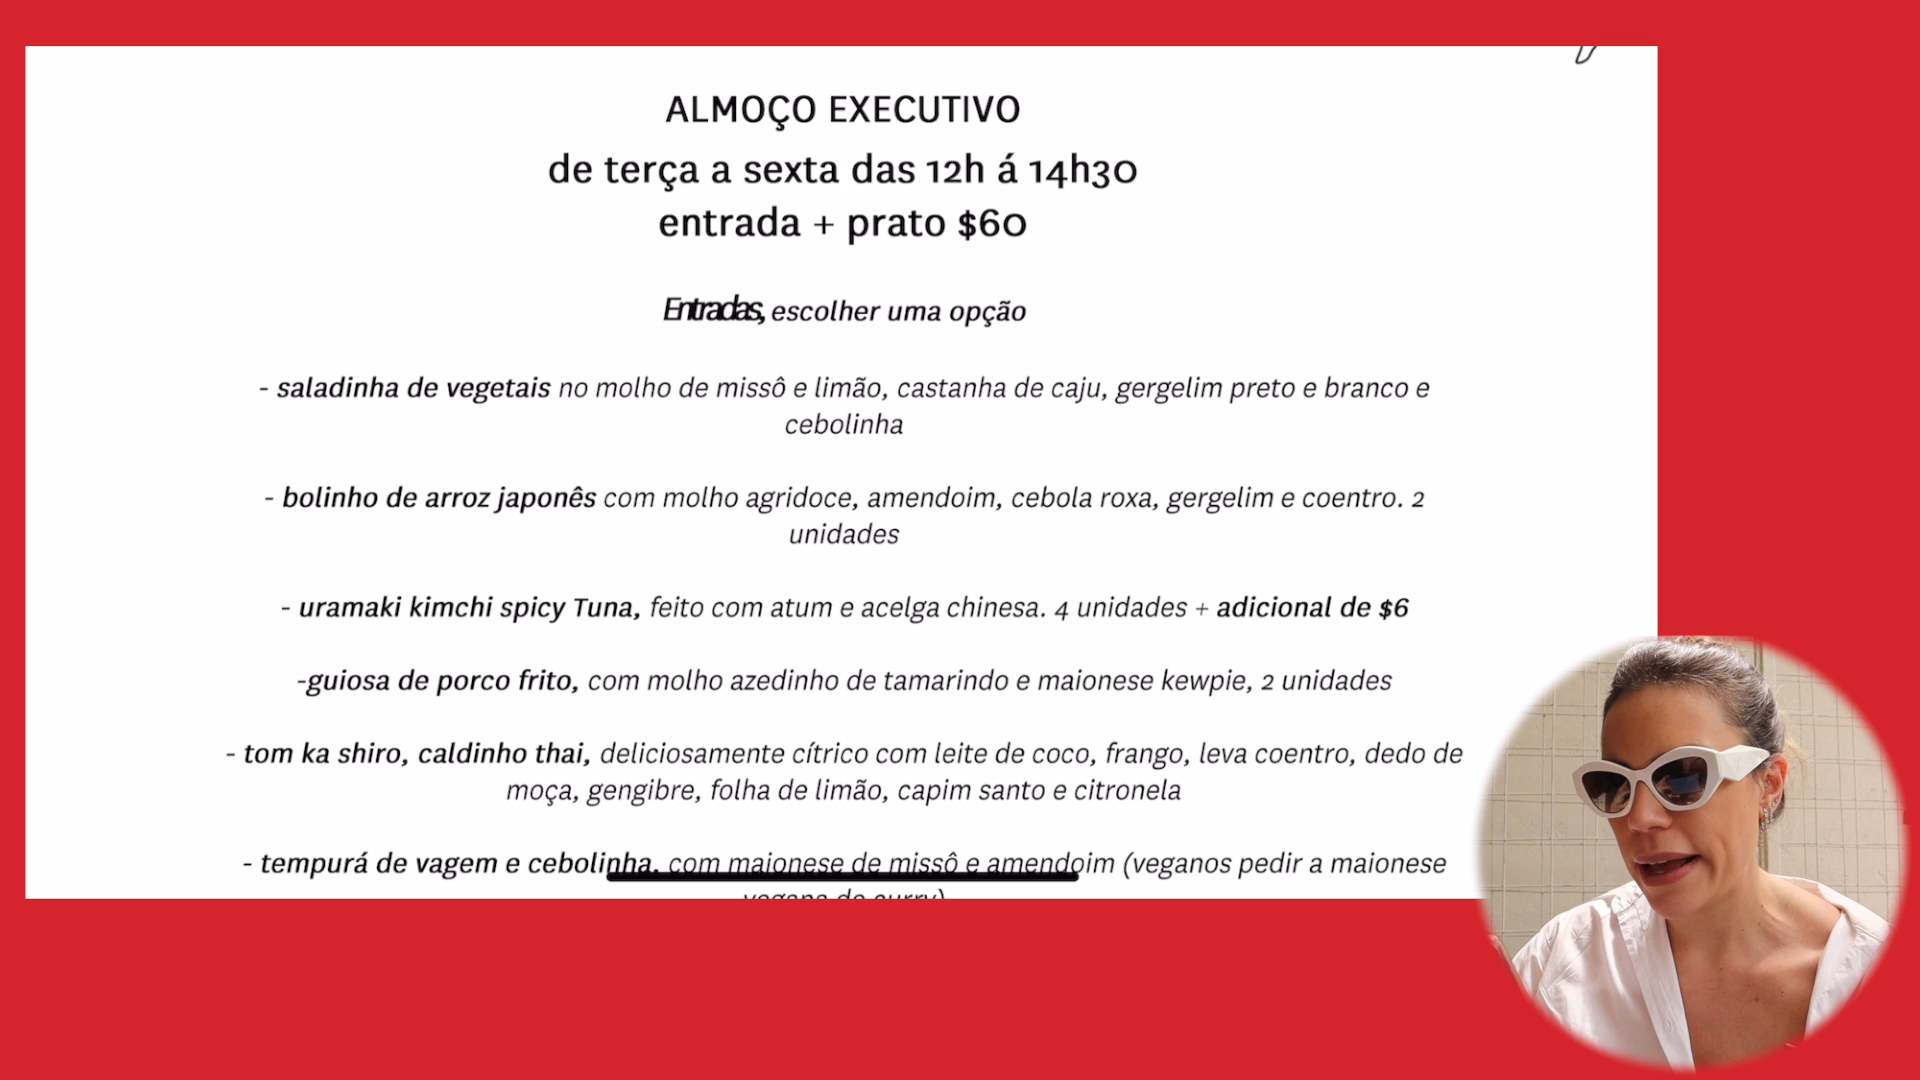 ALMOÇO EXECUTIVO
de terça a sexta das 12h á 14h30
entrada + prato $60
Entradas, escolher uma opção
- saladinha de vegetais no molho de missô e limão, castanha de caju, gergelim preto e branco e
cebolinha
- bolinho de arroz japonês com molho agridoce, amendoim, cebola roxa, gergelim e coentro. 2
unidades
- uramaki kimchi spicy Tuna, feito com atum e acelga chinesa. 4 unidades + adicional de $6
-guiosa de porco frito, com molho azedinho de tamarindo e maionese kewpie, 2 unidades
- tom ka shiro, caldinho thai, deliciosamente cítrico com leite de coco, frango, leva coentro, dedo de
moça, gengibre, folha de limão, capim santo e citronela
- tempurá de vagem e cebolinha, com maionese de missô e amendoim (veganos pedir a maionese
vegana de curry)